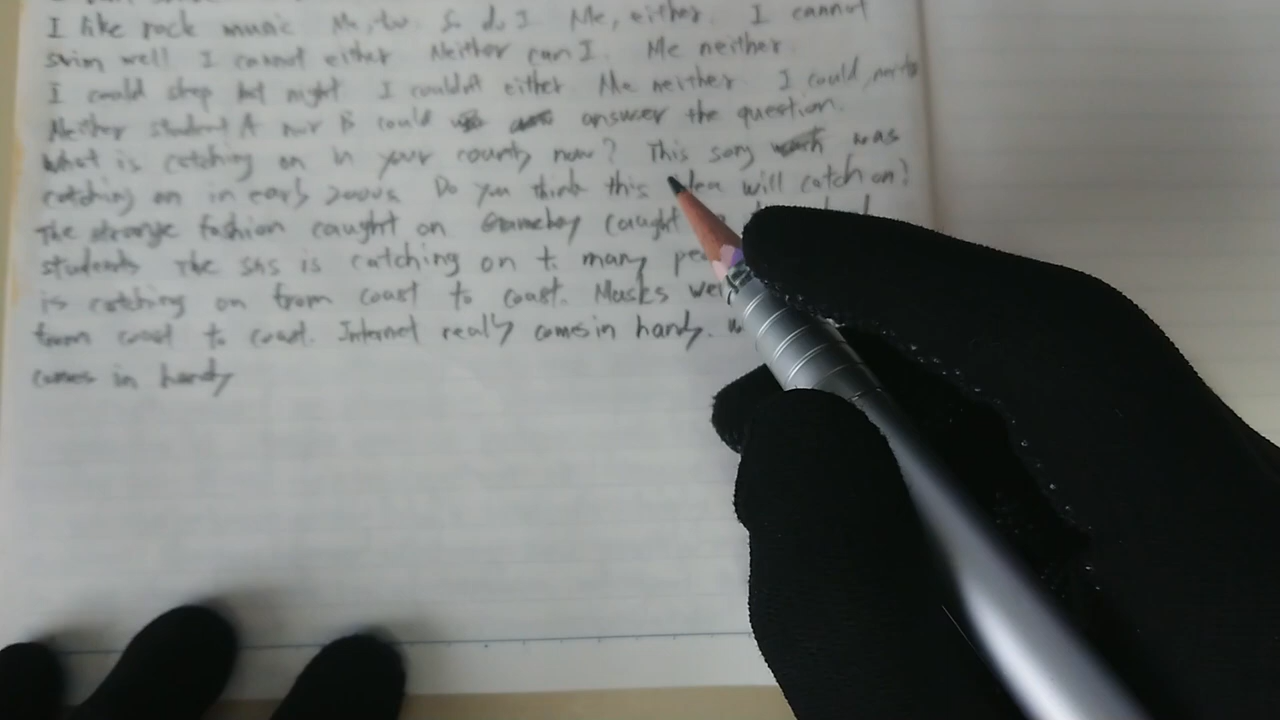 I like rock music Me, too. So do I Me, either. I cannot
swim well I cannot either Neither can I. Me neither.
I could sleep last night I couldn't either Me neither I could
Neither student A nor B could answer the question.
What is catching on in your county now? This song was
catching on in early 2000s. Do you think this idea will catch on?
The strange fashion caught on Gameboy caught
students The SNS is catching on to many
is catching on from coast to coast. Masks
from coast to coast. Internet really comes in handy.
comes in handy